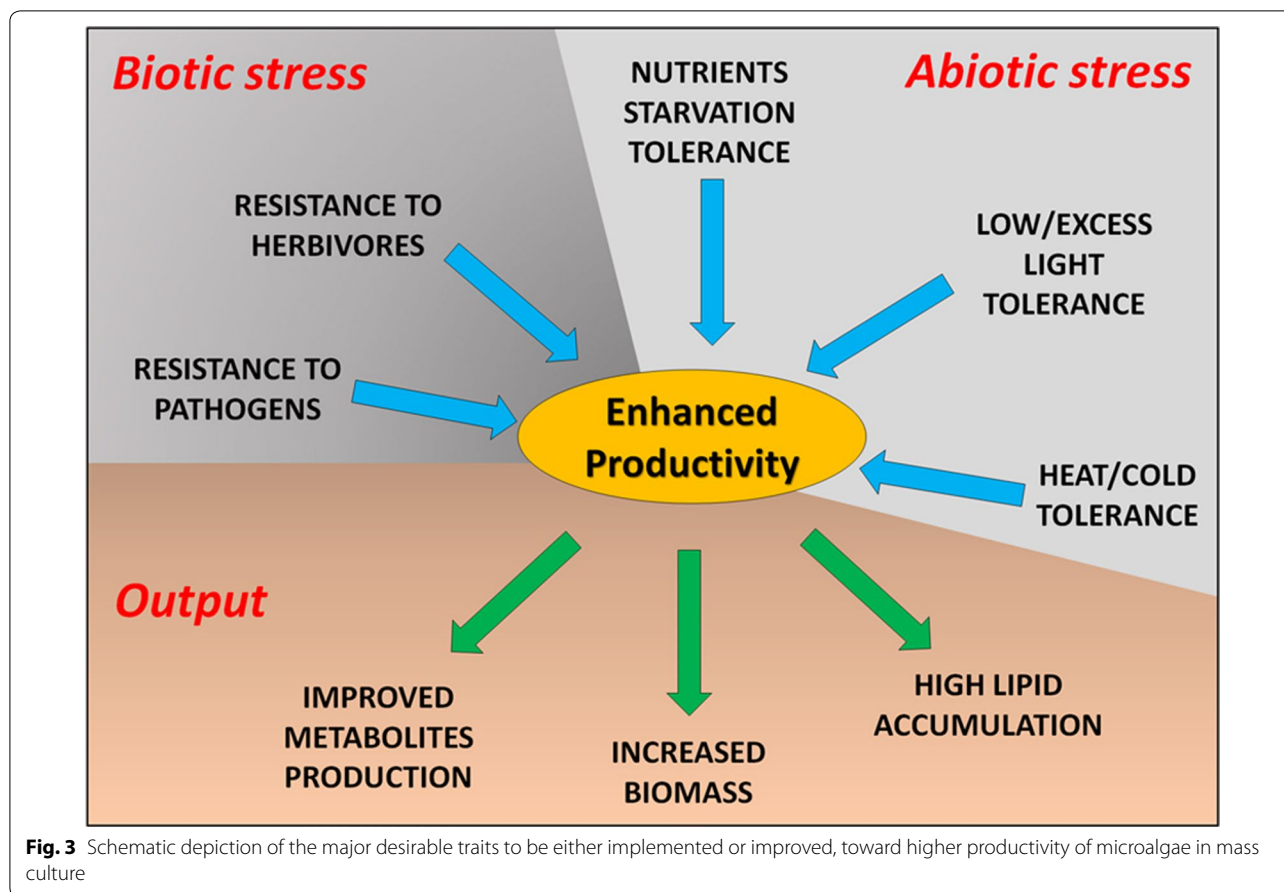 Biotic stress
Abiotic stress
NUTRIENTS
STARVATION
TOLERANCE
RESISTANCE TO
HERBIVORES
LOW/EXCESS
LIGHT
TOLERANCE
RESISTANCE TO
PATHOGENS
Enhanced
Productivity
HEAT/COLD
TOLERANCE
Output
IMPROVED
METABOLITES
PRODUCTION
INCREASED
BIOMASS
HIGH LIPID
ACCUMULATION
Fig. 3 Schematic depiction of the major desirable traits to be either implemented or improved, toward higher productivity of microalgae in mass
culture